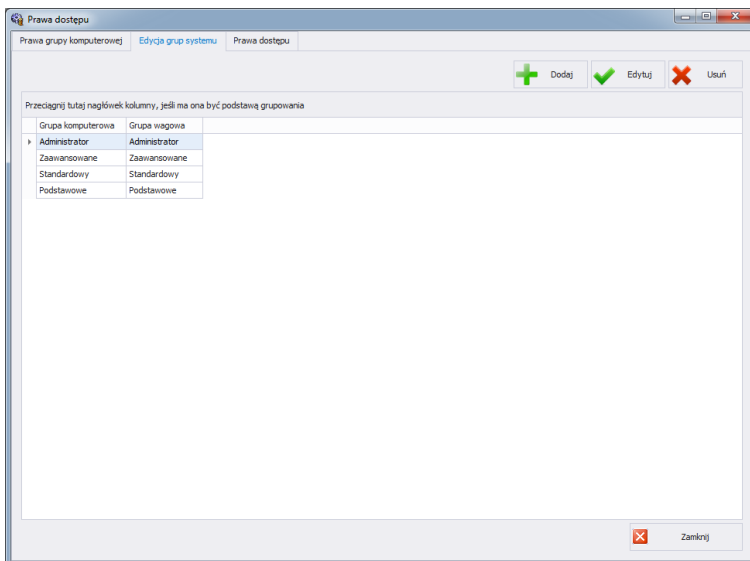 Prawa dostępu
Prawa grupy komputerowej Edycja grup systemu Prawa dostępu
Dodaj Edytuj Usuń
Przeciągnij tutaj nagłówek kolumny, jeśli ma ona być podstawą grupowania
Grupa komputerowa Grupa wagowa
Administrator Administrator
Zaawansowane Zaawansowane
Standardowy Standardowy
Podstawowe Podstawowe
Zamknij